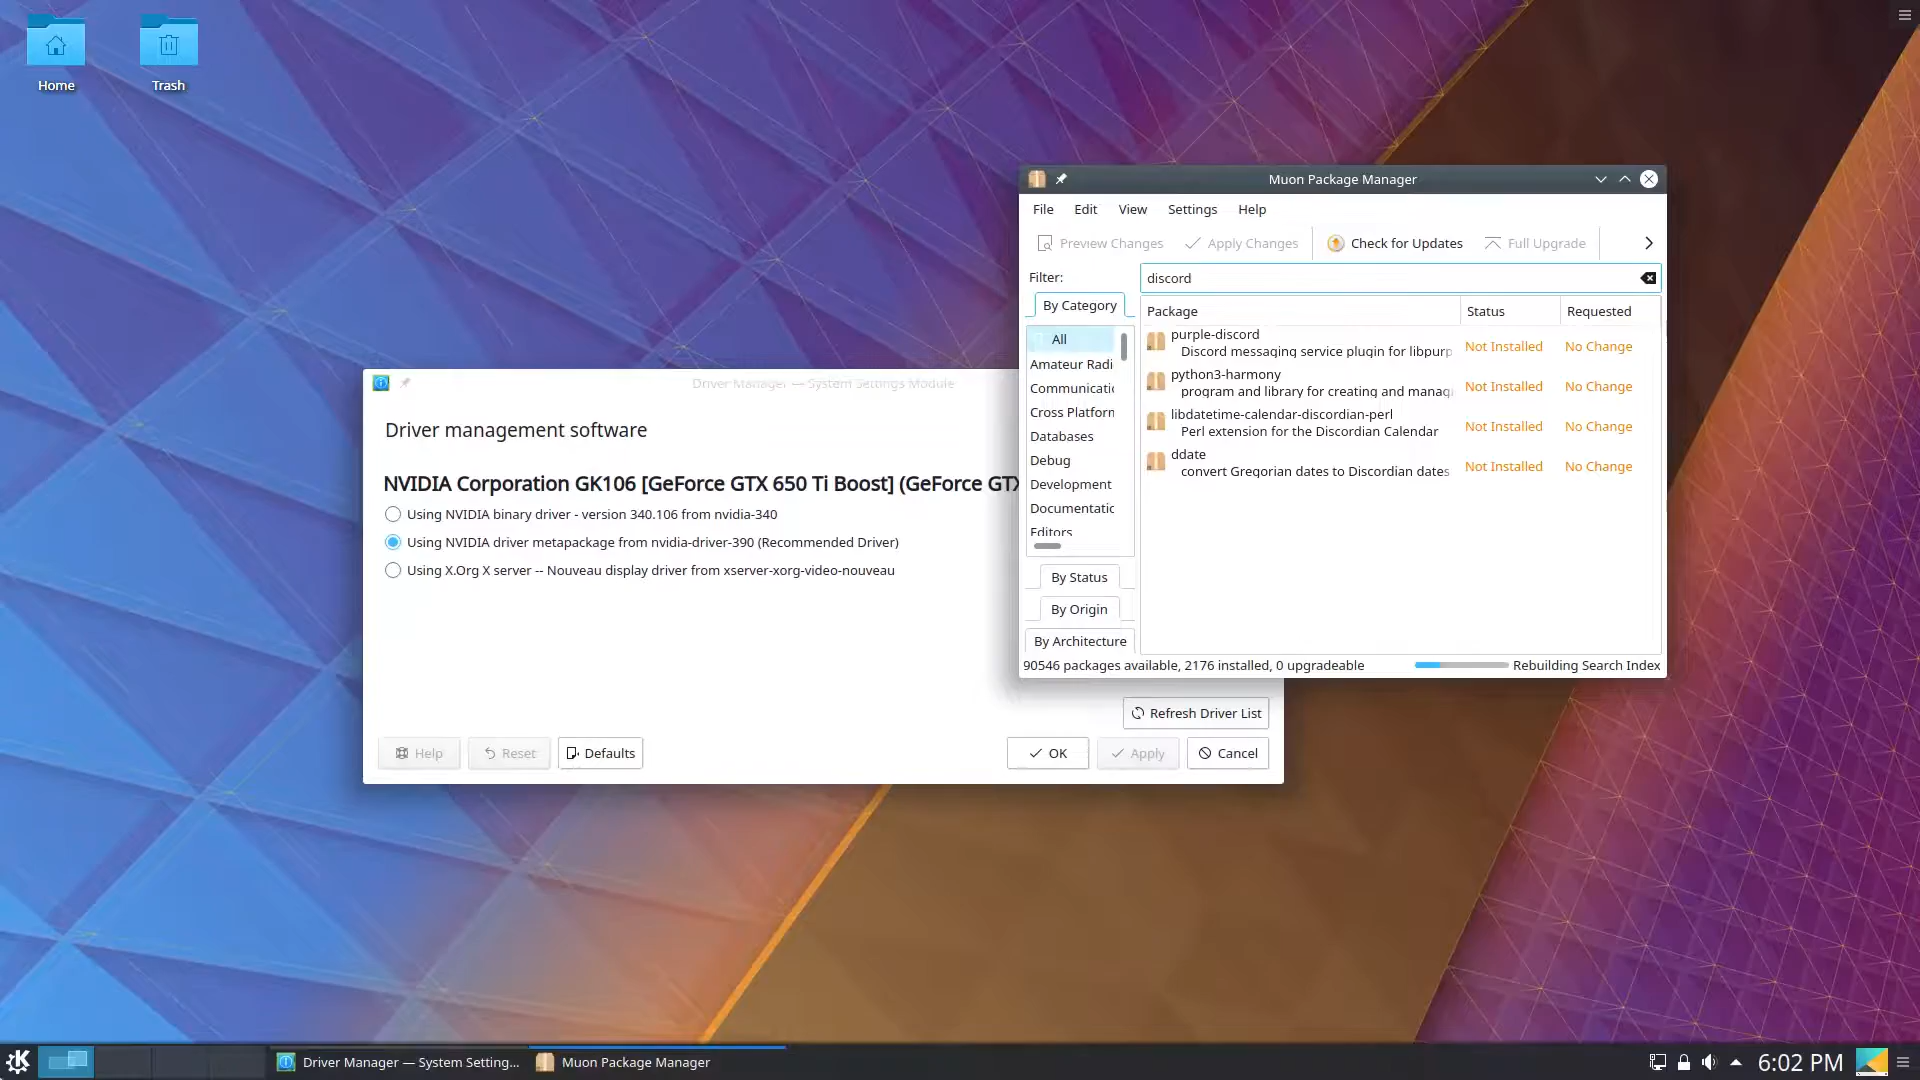 Home
Trash
Muon Package Manager
File Edit View Settings Help
Preview Changes Apply Changes Check for Updates Full Upgrade
Filter: discord
By Category
All
Amateur Radi
Communicatic
Cross Platforn
Databases
Debug
Development
Documentatic
Editors
By Status
By Origin
By Architecture
Package Status Requested
purple-discord
Discord messaging service plugin for libpurp
Not Installed No Change
python3-harmony
program and library for creating and manag
Not Installed No Change
libdatetime-calendar-discordian-perl
Perl extension for the Discordian Calendar
Not Installed No Change
ddate
convert Gregorian dates to Discordian dates
Not Installed No Change
90546 packages available, 2176 installed, 0 upgradeable Rebuilding Search Index
Driver Manager — System Settings Module
Driver management software
NVIDIA Corporation GK106 [GeForce GTX 650 Ti Boost] (GeForce GTX
Using NVIDIA binary driver - version 340.106 from nvidia-340
Using NVIDIA driver metapackage from nvidia-driver-390 (Recommended Driver)
Using X.Org X server -- Nouveau display driver from xserver-xorg-video-nouveau
Refresh Driver List
Help Reset Defaults OK Apply Cancel
Driver Manager — System Setting... Muon Package Manager 6:02 PM